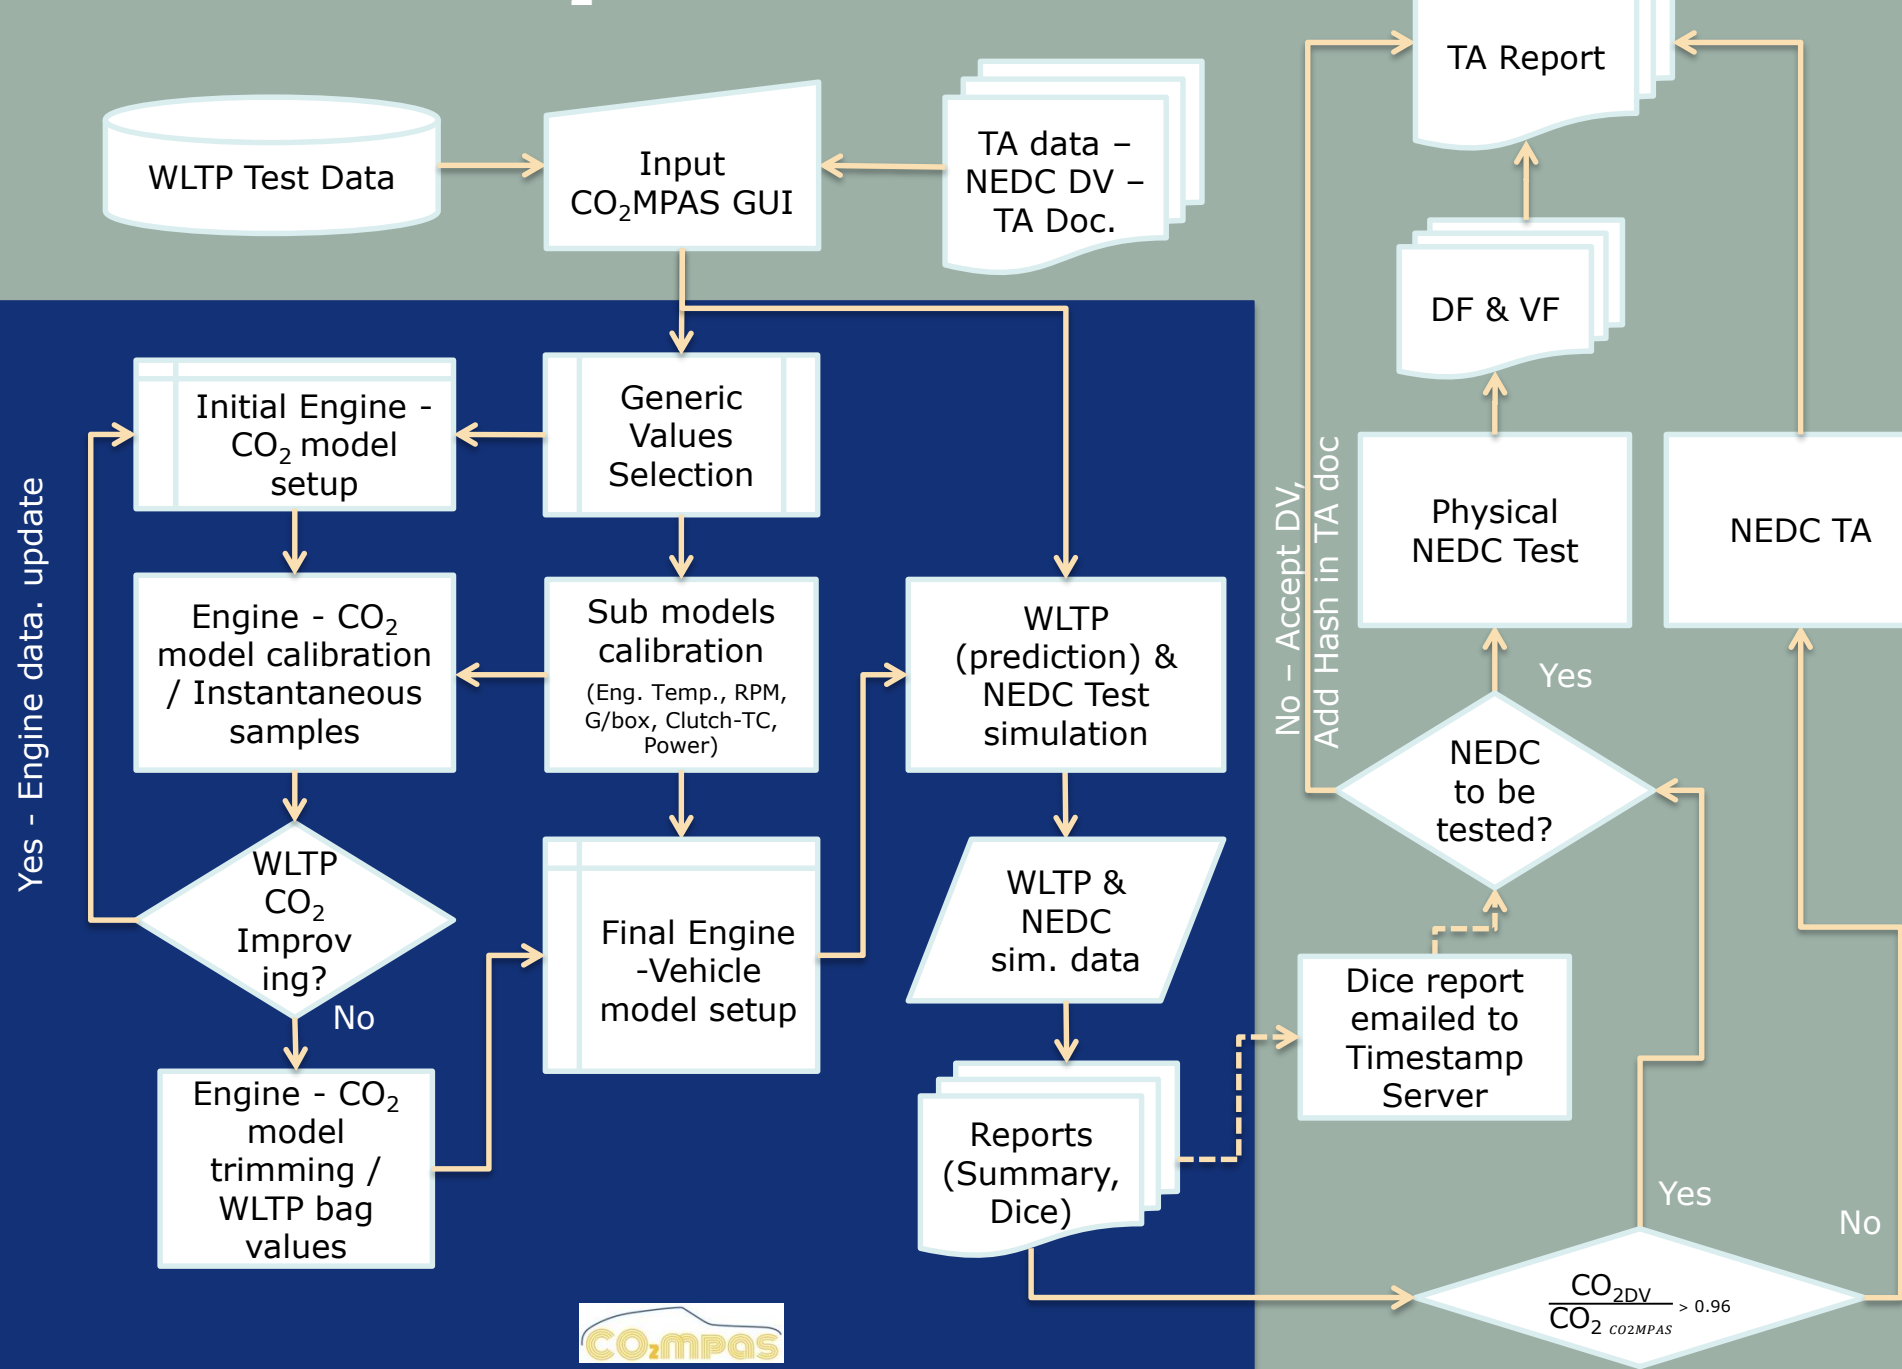 TA Report
WLTP Test Data
Input
CO₂MPAS GUI
TA data –
NEDC DV –
TA Doc.
DF & VF
Initial Engine -
CO₂ model
setup
Generic
Values
Selection
Physical
NEDC Test
NEDC TA
Yes - Engine data. update
Engine - CO₂
model calibration
/ Instantaneous
samples
Sub models
calibration
(Eng. Temp., RPM,
G/box, Clutch-TC,
Power)
WLTP
(prediction) &
NEDC Test
simulation
No – Accept DV,
Add Hash in TA doc
Yes
NEDC
to be
tested?
WLTP
CO₂
Improv
ing?
No
Final Engine
-Vehicle
model setup
WLTP &
NEDC
sim. data
Dice report
emailed to
Timestamp
Server
Engine - CO₂
model
trimming /
WLTP bag
values
Reports
(Summary,
Dice)
Yes
No
CO₂DV
CO₂ CO2MPAS > 0.96
CO₂mpas